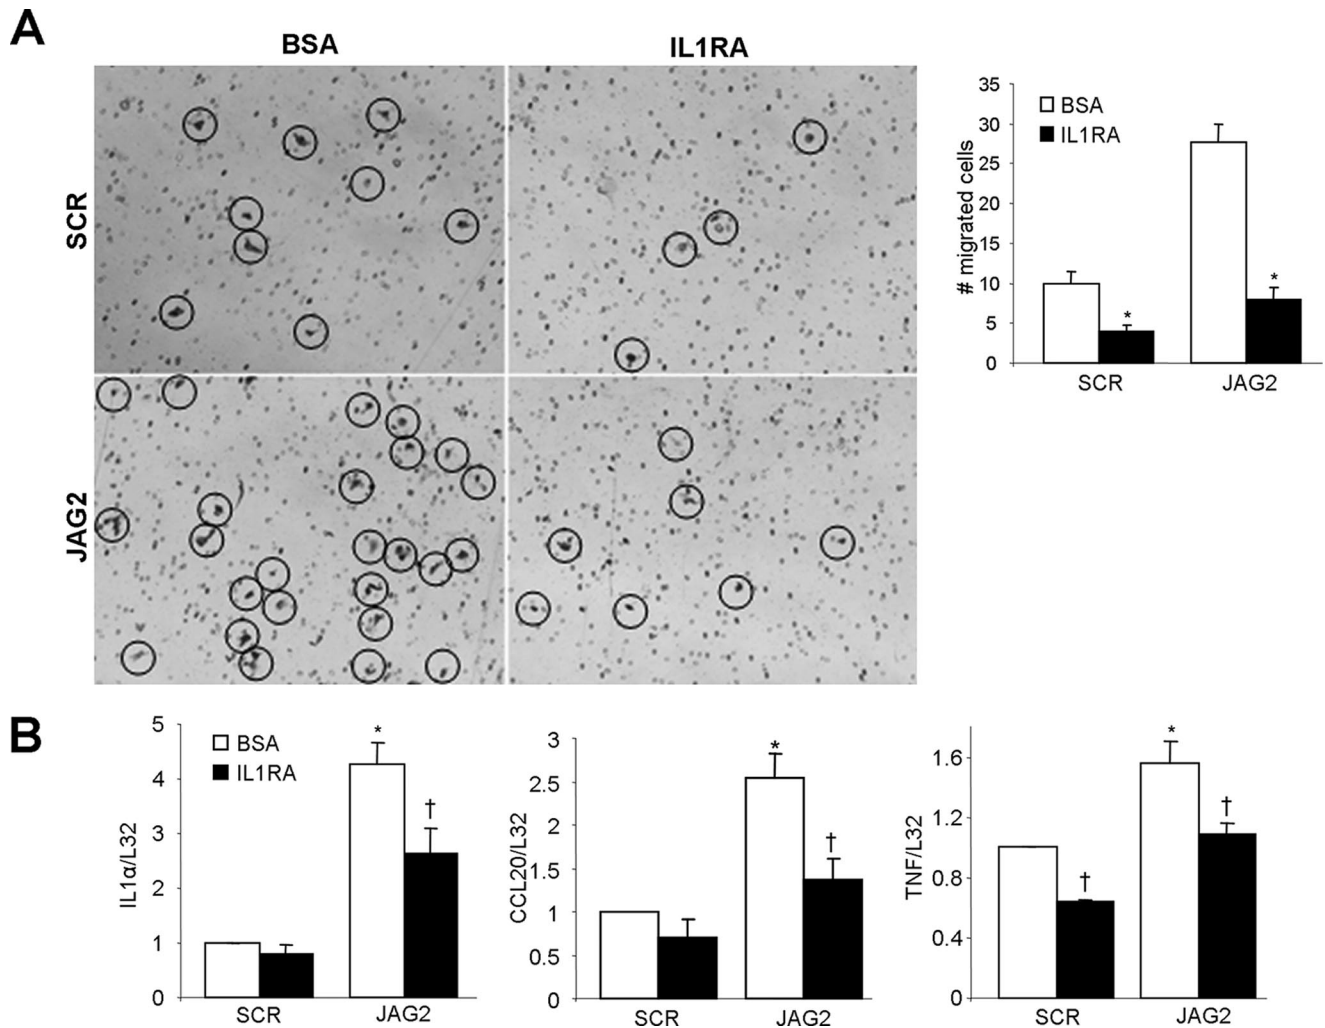 A
BSA
IL1RA
SCR
JAG2
# migrated cells
35
30
25
20
15
10
5
0
BSA
IL1RA
*
*
SCR
JAG2
B
IL1α/L32
5
4
3
2
1
0
BSA
IL1RA
*
†
SCR
JAG2
CCL20/L32
3
2.5
2
1.5
1
0.5
0
*
†
SCR
JAG2
TNF/L32
1.6
1.2
0.8
0.4
0
†
*
†
SCR
JAG2